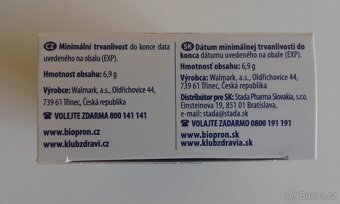 CZ Minimální trvanlivost do konce data
uvedeného na obalu (EXP).
Hmotnost obsahu: 6,9 g
Výrobce: Walmark, a.s., Oldřichovice 44,
739 61 Třinec, Česká republika
☎ VOLEJTE ZDARMA 800 141 141
www.biopron.cz
www.klubzdravi.cz
SK Dátum minimálnej trvanlivosti do
konca dátumu uvedeného na obale (EXP).
Hmotnosť obsahu: 6,9 g
Výrobca: Walmark, a.s., Oldřichovice 44,
739 61 Třinec, Česká republika
Distribútor pre SK: Stada Pharma Slovakia, s.r.o.
Einsteinova 19, 851 01 Bratislava,
e-mail: stada@stada.sk
☎ VOLAJTE ZADARMO 0800 191 191
www.biopron.sk
www.klubzdravia.sk